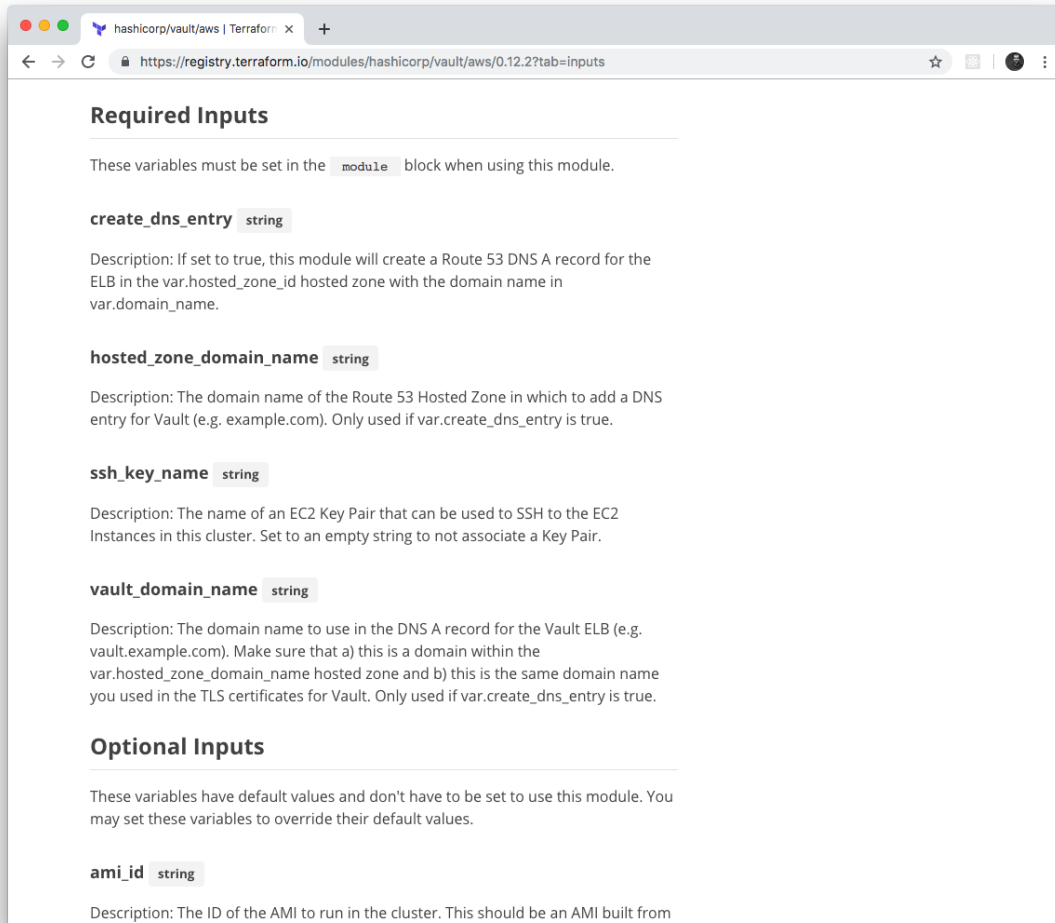 hashicorp/vault/aws | Terraform
https://registry.terraform.io/modules/hashicorp/vault/aws/0.12.2?tab=inputs
Required Inputs
These variables must be set in the module block when using this module.
create_dns_entry string
Description: If set to true, this module will create a Route 53 DNS A record for the
ELB in the var.hosted_zone_id hosted zone with the domain name in
var.domain_name.
hosted_zone_domain_name string
Description: The domain name of the Route 53 Hosted Zone in which to add a DNS
entry for Vault (e.g. example.com). Only used if var.create_dns_entry is true.
ssh_key_name string
Description: The name of an EC2 Key Pair that can be used to SSH to the EC2
Instances in this cluster. Set to an empty string to not associate a Key Pair.
vault_domain_name string
Description: The domain name to use in the DNS A record for the Vault ELB (e.g.
vault.example.com). Make sure that a) this is a domain within the
var.hosted_zone_domain_name hosted zone and b) this is the same domain name
you used in the TLS certificates for Vault. Only used if var.create_dns_entry is true.
Optional Inputs
These variables have default values and don't have to be set to use this module. You
may set these variables to override their default values.
ami_id string
Description: The ID of the AMI to run in the cluster. This should be an AMI built from